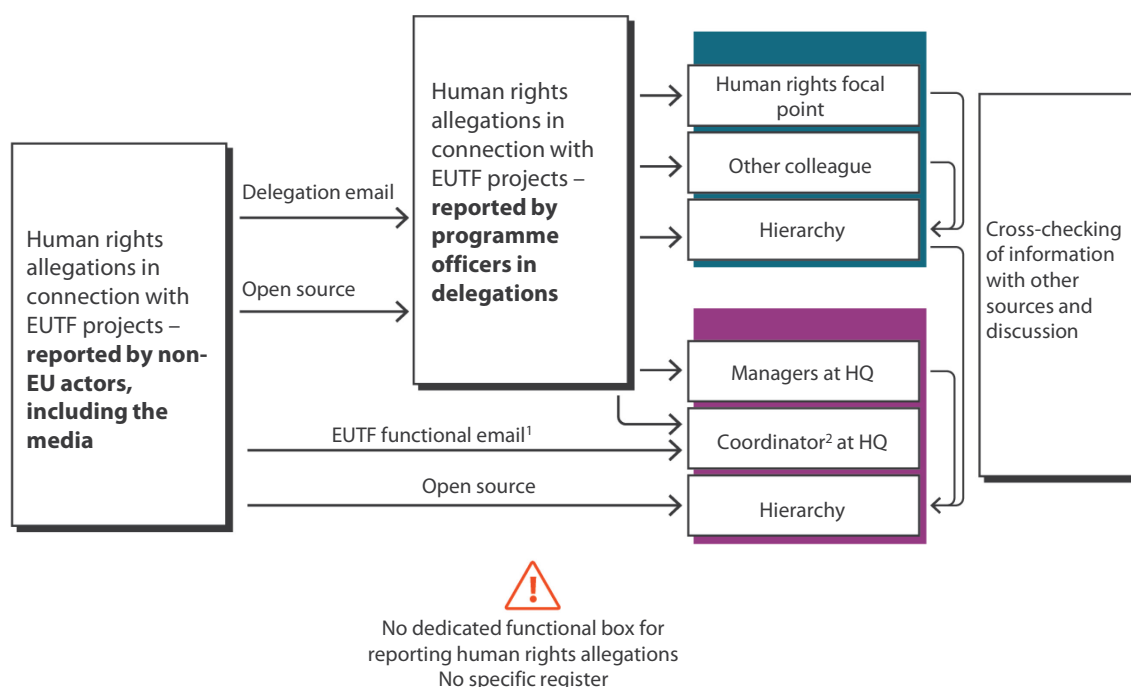 Human rights
allegations in
connection with
EUTF projects –
reported by non-
EU actors,
including the
media
Delegation email
Open source
EUTF functional email¹
Open source
Human rights
allegations in
connection with
EUTF projects –
reported by
programme
officers in
delegations
Human rights focal
point
Other colleague
Hierarchy
Managers at HQ
Coordinator² at HQ
Hierarchy
Cross-checking
of information
with other
sources and
discussion
!
No dedicated functional box for
reporting human rights allegations
No specific register